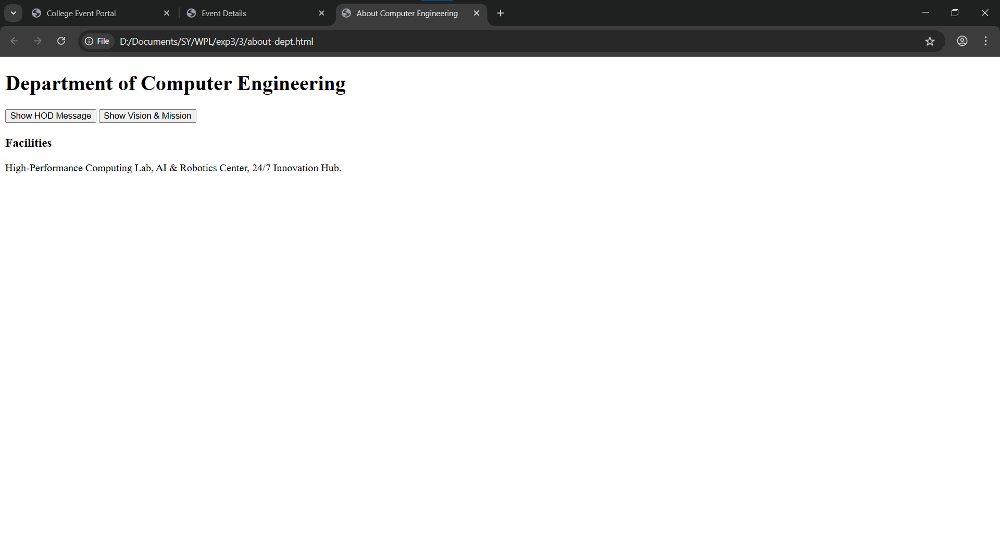 College Event Portal
Event Details
About Computer Engineering
File
D:/Documents/SY/WPL/exp3/3/about-dept.html
Department of Computer Engineering
Show HOD Message
Show Vision & Mission
Facilities
High-Performance Computing Lab, AI & Robotics Center, 24/7 Innovation Hub.